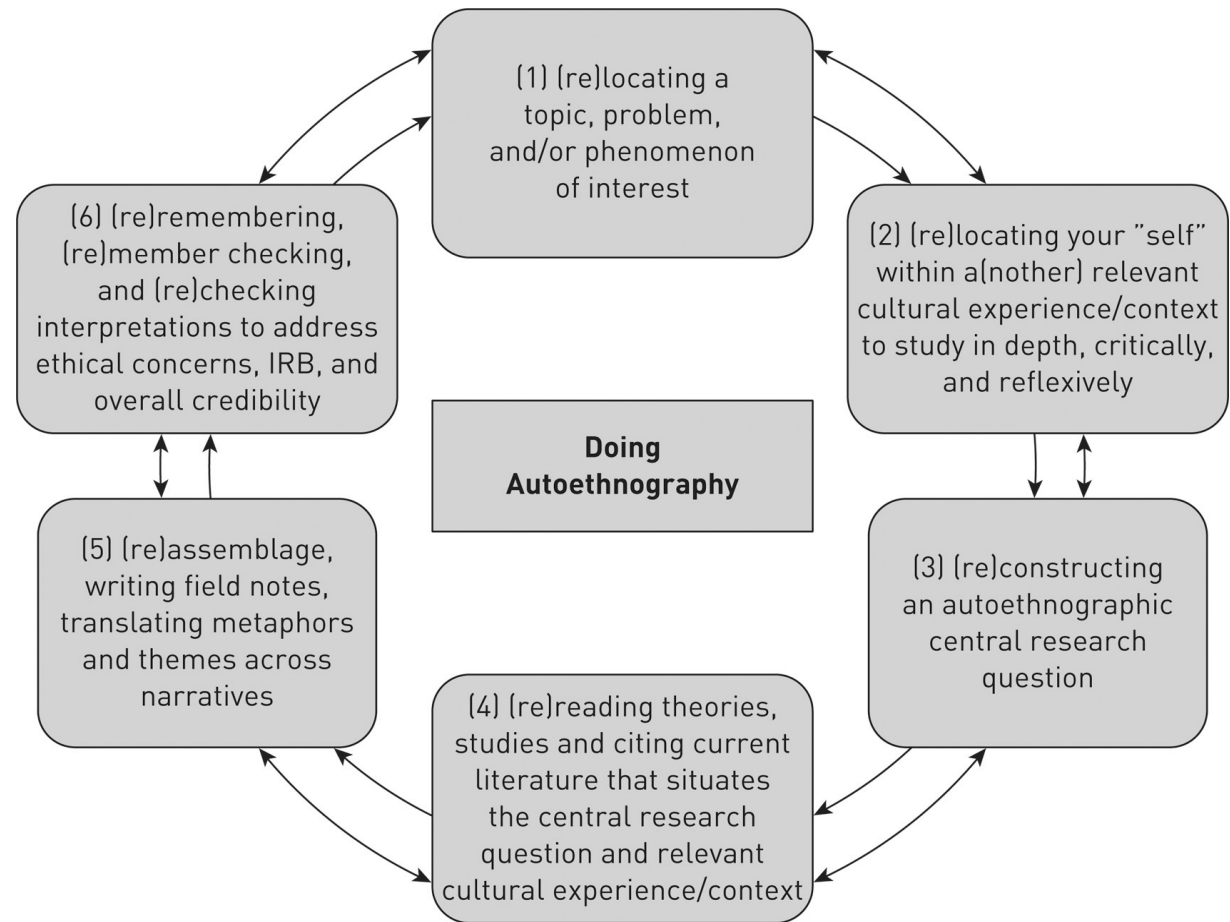 (1) (re)locating a
topic, problem,
and/or phenomenon
of interest
(2) (re)locating your ”self”
within a(nother) relevant
cultural experience/context
to study in depth, critically,
and reflexively
(3) (re)constructing
an autoethnographic
central research
question
(4) (re)reading theories,
studies and citing current
literature that situates
the central research
question and relevant
cultural experience/context
(5) (re)assemblage,
writing field notes,
translating metaphors
and themes across
narratives
(6) (re)remembering,
(re)member checking,
and (re)checking
interpretations to address
ethical concerns, IRB, and
overall credibility
Doing
Autoethnography